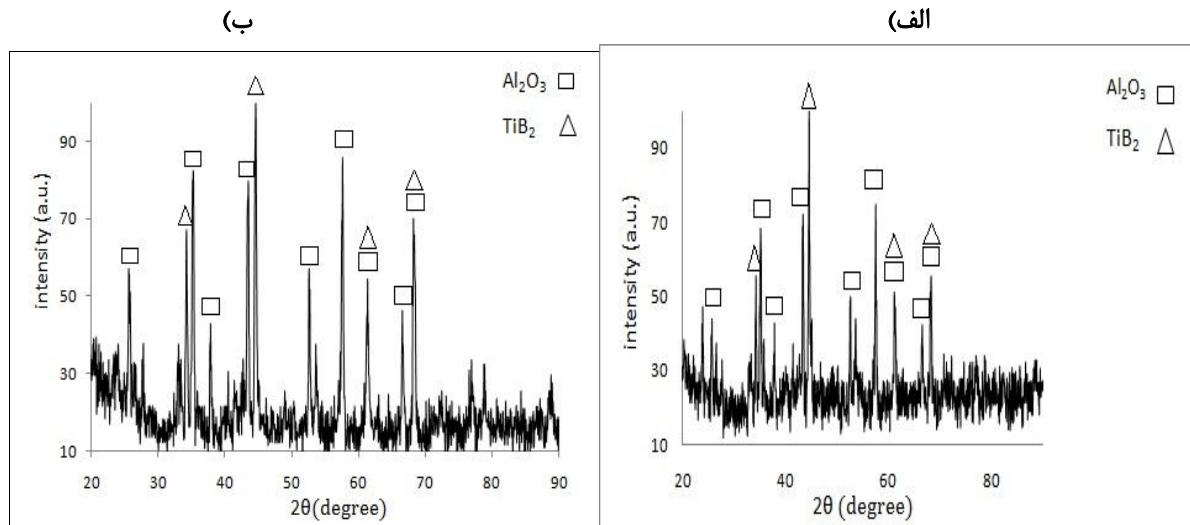 الف)
Al₂O₃
TiB₂
90
70
50
30
10
intensity (a.u.)
20 40 60 80
2θ (degree)
ب)
Al₂O₃
TiB₂
90
70
50
30
10
intensity (a.u.)
20 30 40 50 60 70 80 90
2θ(degree)